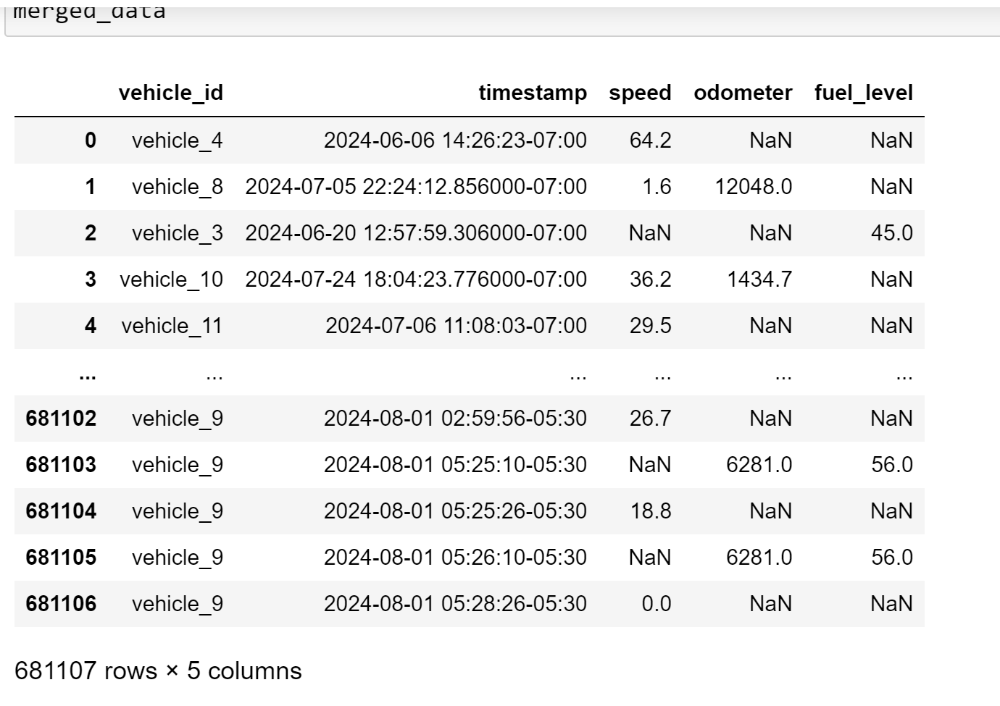 merged_data
vehicle_id timestamp speed odometer fuel_level
0 vehicle_4 2024-06-06 14:26:23-07:00 64.2 NaN NaN
1 vehicle_8 2024-07-05 22:24:12.856000-07:00 1.6 12048.0 NaN
2 vehicle_3 2024-06-20 12:57:59.306000-07:00 NaN NaN 45.0
3 vehicle_10 2024-07-24 18:04:23.776000-07:00 36.2 1434.7 NaN
4 vehicle_11 2024-07-06 11:08:03-07:00 29.5 NaN NaN
... ... ... ... ... ...
681102 vehicle_9 2024-08-01 02:59:56-05:30 26.7 NaN NaN
681103 vehicle_9 2024-08-01 05:25:10-05:30 NaN 6281.0 56.0
681104 vehicle_9 2024-08-01 05:25:26-05:30 18.8 NaN NaN
681105 vehicle_9 2024-08-01 05:26:10-05:30 NaN 6281.0 56.0
681106 vehicle_9 2024-08-01 05:28:26-05:30 0.0 NaN NaN
681107 rows × 5 columns